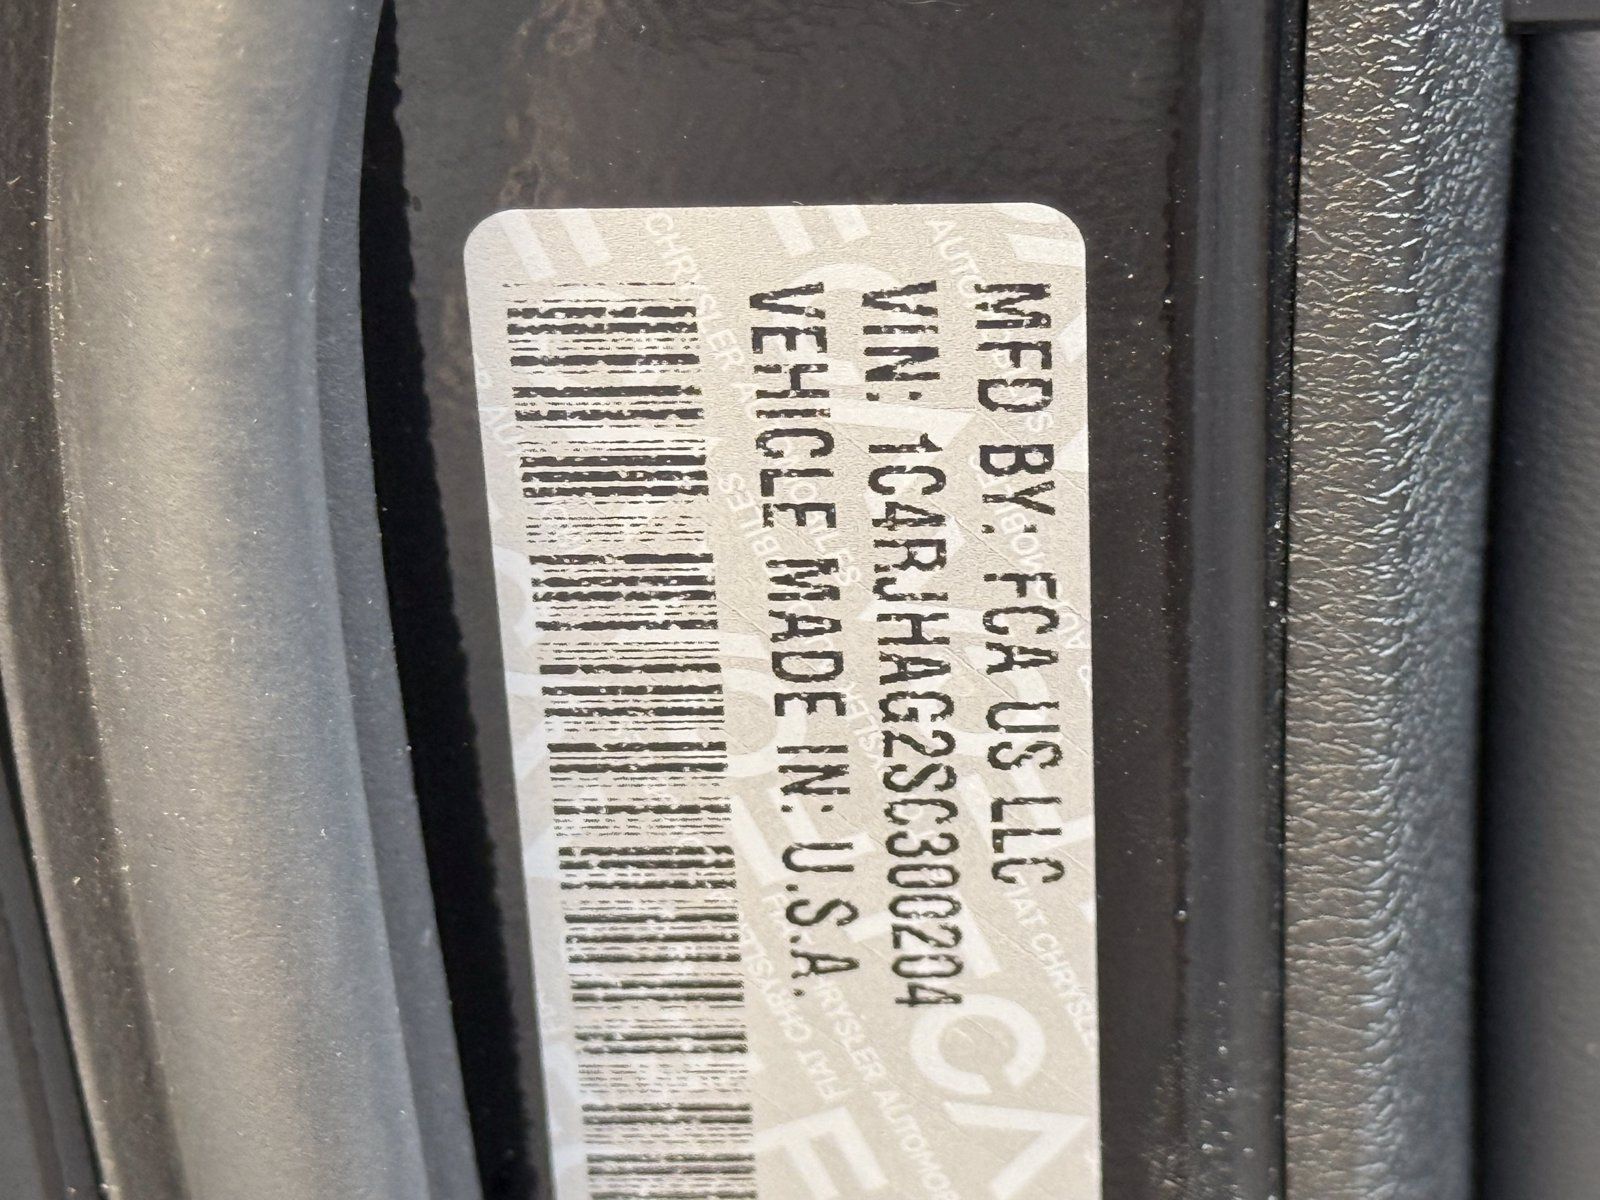 MFD BY: FCA US LLC
VIN: 1C4RJHAG2SC300204
VEHICLE MADE IN: U.S.A.